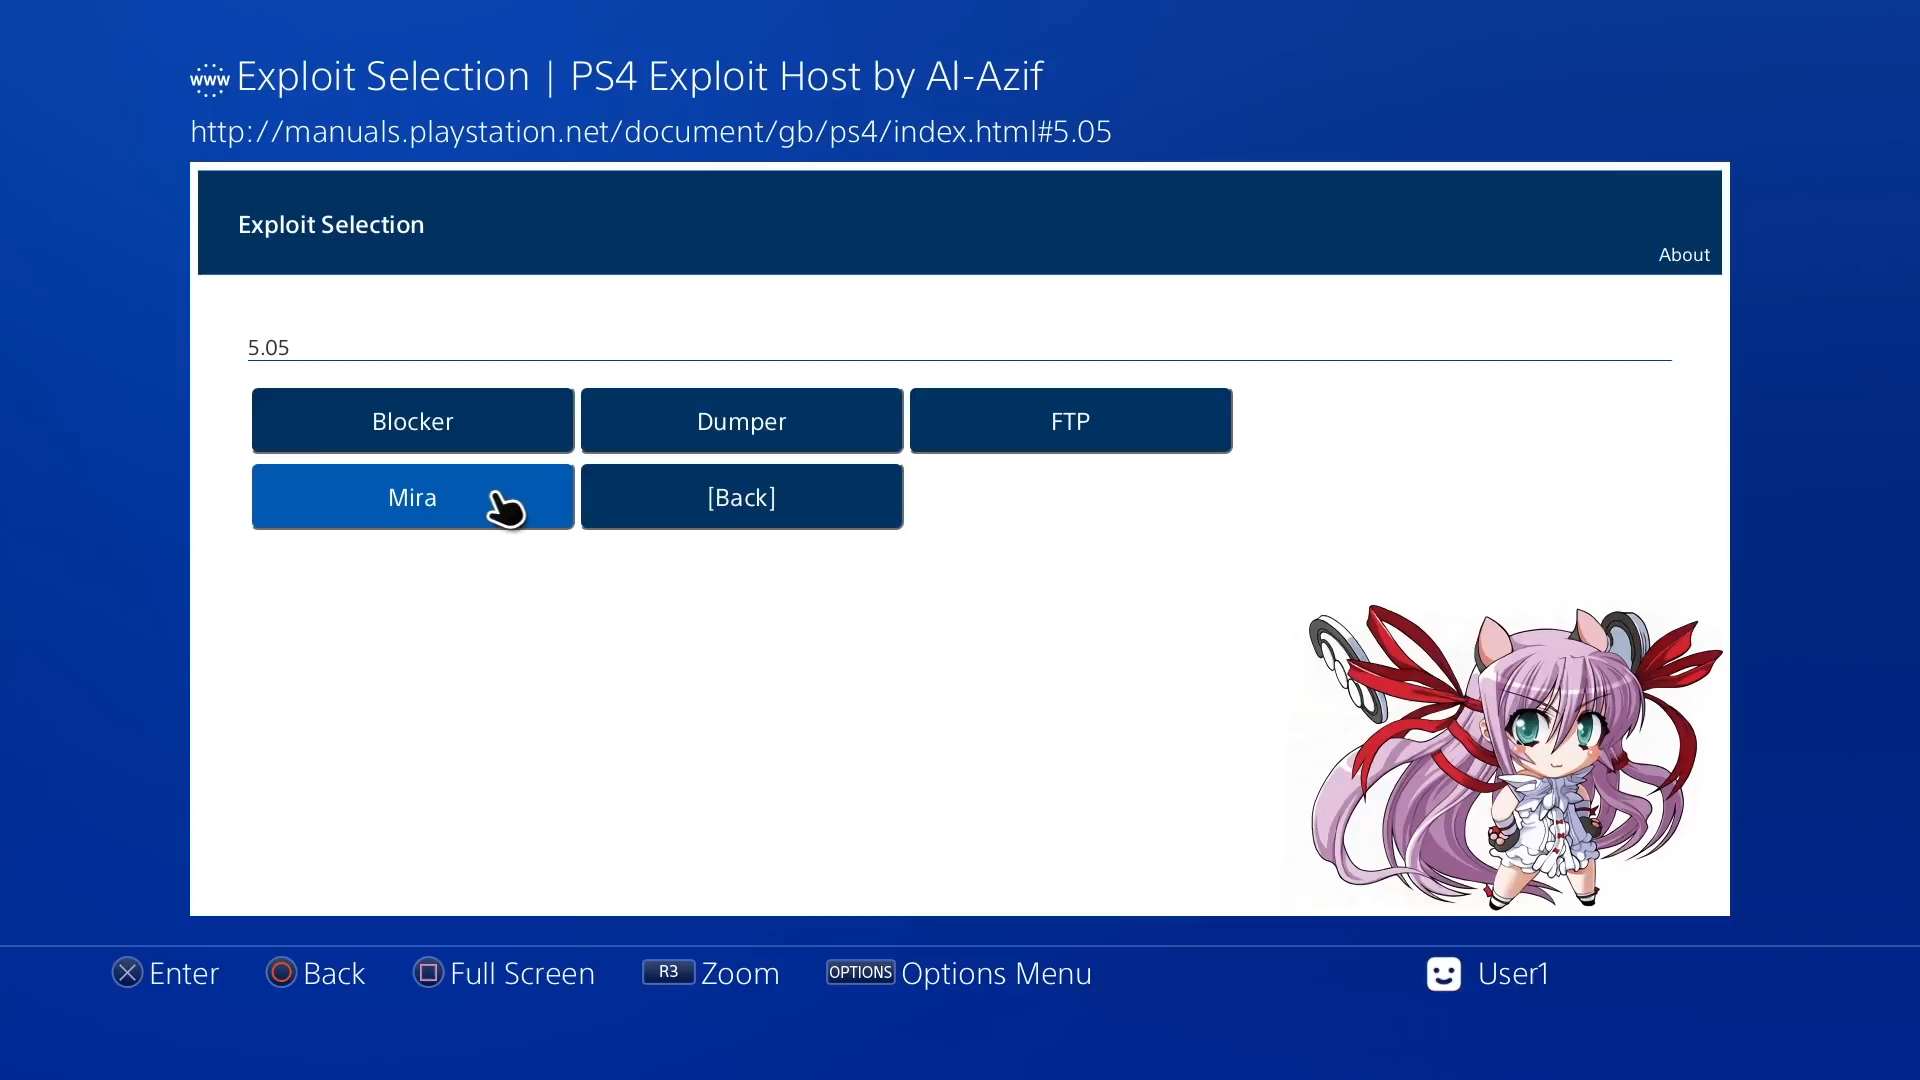 www Exploit Selection | PS4 Exploit Host by Al-Azif
http://manuals.playstation.net/document/gb/ps4/index.html#5.05
Exploit Selection
About
5.05
Blocker Dumper FTP
Mira [Back]
Enter Back Full Screen R3 Zoom OPTIONS Options Menu User1